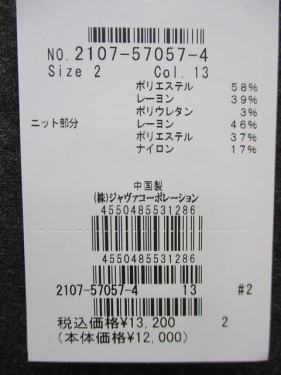 NO. 2107-57057-4
Size 2 Col. 13
ポリエステル 58%
レーヨン 39%
ポリウレタン 3%
ニット部分 レーヨン 46%
ポリエステル 37%
ナイロン 17%
中国製
(株)ジャヴァコーポレーション
4550485531286
4550485531286
2107-57057-4 13 #2
税込価格¥13,200 2
(本体価格¥12,000)